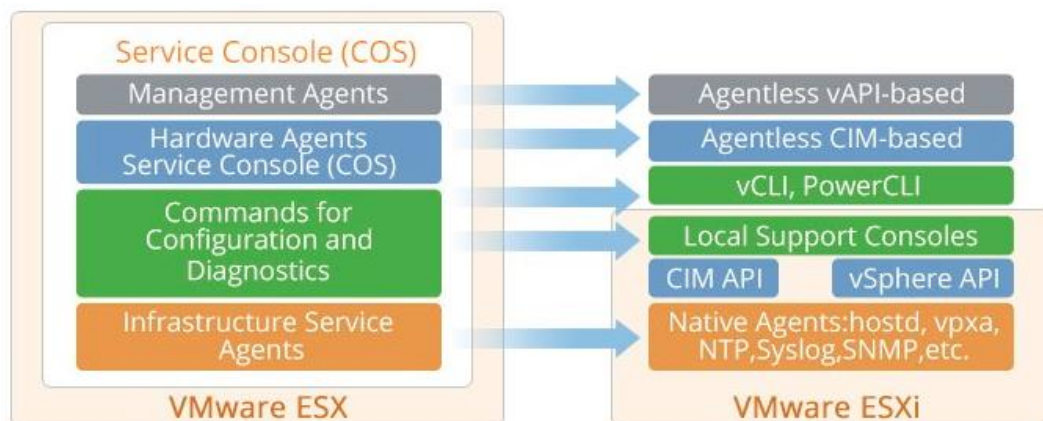 Service Console (COS)
Management Agents
Hardware Agents
Service Console (COS)
Commands for
Configuration and
Diagnostics
Infrastructure Service
Agents
VMware ESX
Agentless vAPI-based
Agentless CIM-based
vCLI, PowerCLI
Local Support Consoles
CIM API
vSphere API
Native Agents:hostd, vpxa,
NTP,Syslog,SNMP,etc.
VMware ESXi